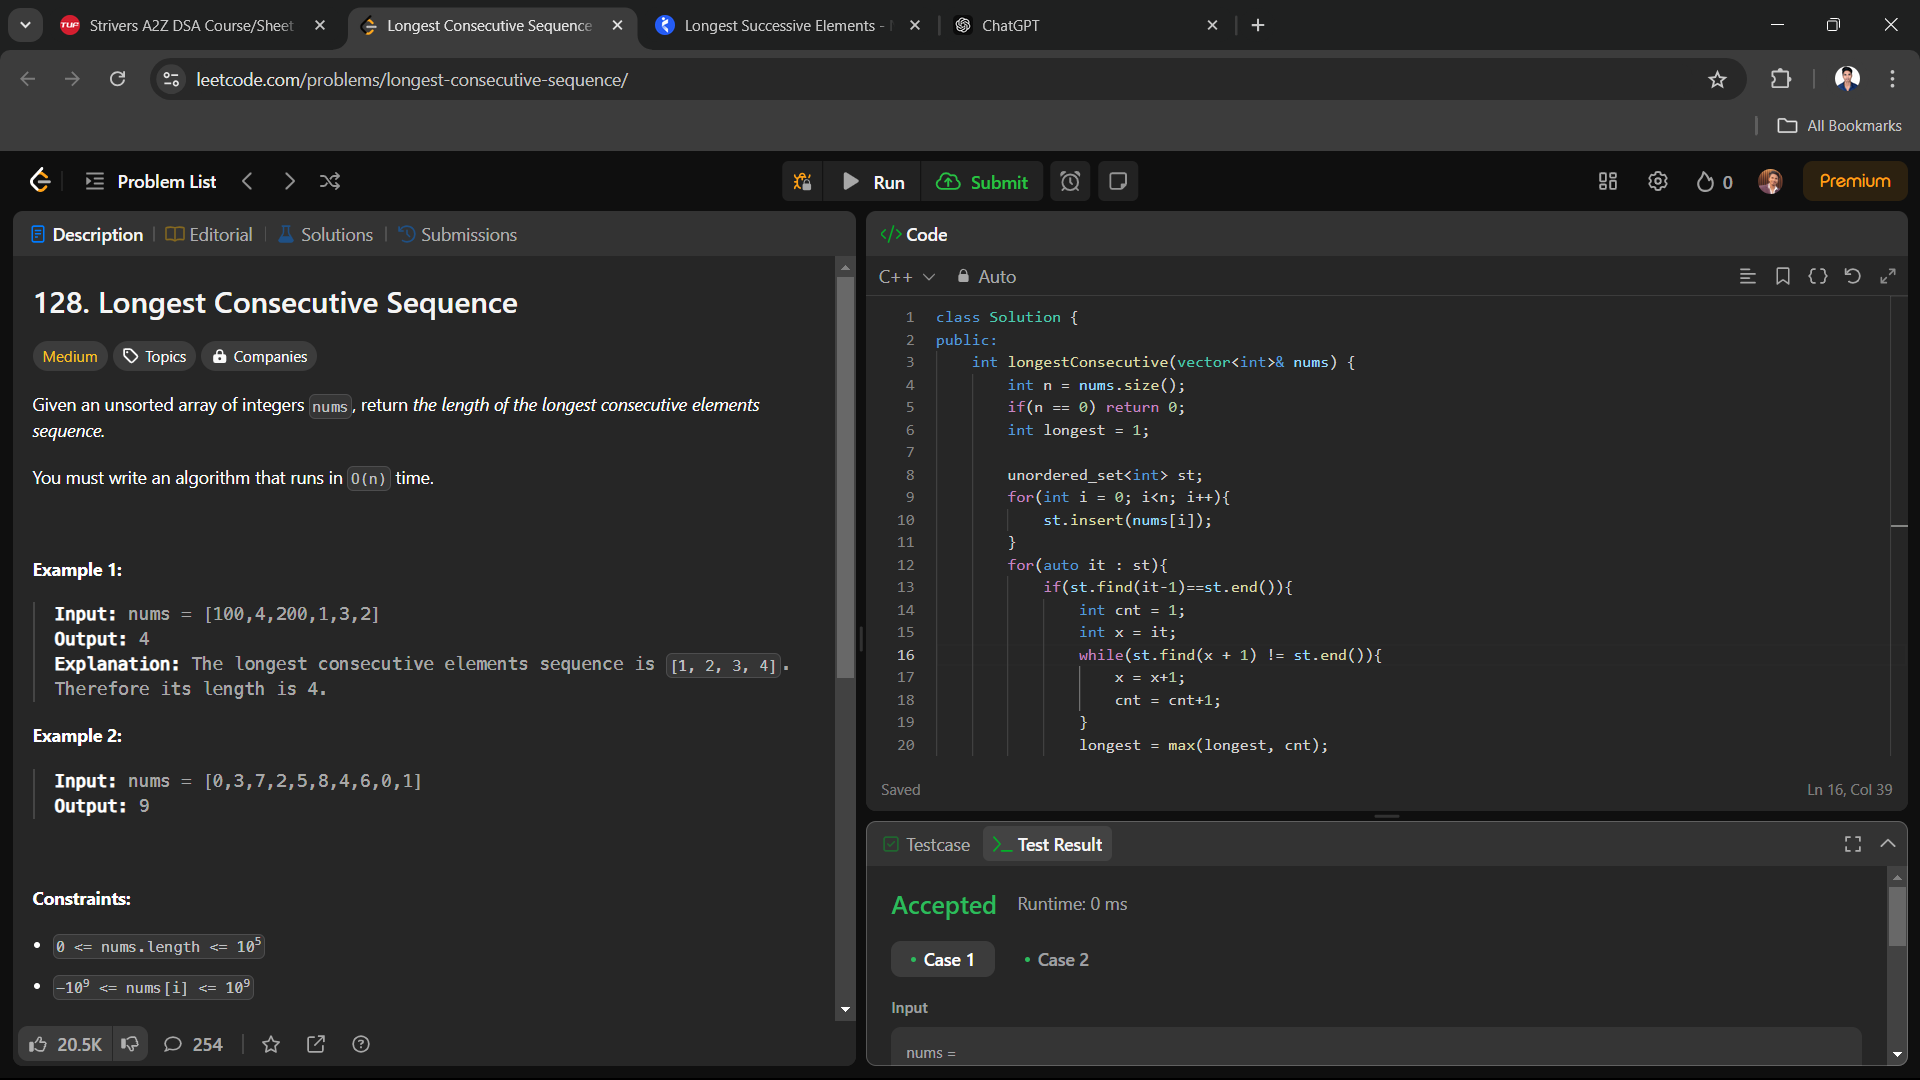 Strivers A2Z DSA Course/Sheet
Longest Consecutive Sequence
Longest Successive Elements -
ChatGPT
leetcode.com/problems/longest-consecutive-sequence/
All Bookmarks
Problem List
Run
Submit
0
Premium
Description
Editorial
Solutions
Submissions
128. Longest Consecutive Sequence
Medium
Topics
Companies
Given an unsorted array of integers nums, return the length of the longest consecutive elements
sequence.
You must write an algorithm that runs in O(n) time.
Example 1:
Input: nums = [100,4,200,1,3,2]
Output: 4
Explanation: The longest consecutive elements sequence is [1, 2, 3, 4].
Therefore its length is 4.
Example 2:
Input: nums = [0,3,7,2,5,8,4,6,0,1]
Output: 9
Constraints:
• 0 <= nums.length <= 10⁵
• -10⁹ <= nums[i] <= 10⁹
20.5K
254
</> Code
C++
Auto
1 class Solution {
2 public:
3 int longestConsecutive(vector<int>& nums) {
4 int n = nums.size();
5 if(n == 0) return 0;
6 int longest = 1;
7
8 unordered_set<int> st;
9 for(int i = 0; i<n; i++){
10 st.insert(nums[i]);
11 }
12 for(auto it : st){
13 if(st.find(it-1)==st.end()){
14 int cnt = 1;
15 int x = it;
16 while(st.find(x + 1) != st.end()){
17 x = x+1;
18 cnt = cnt+1;
19 }
20 longest = max(longest, cnt);
Saved
Ln 16, Col 39
Testcase
Test Result
Accepted
Runtime: 0 ms
• Case 1
• Case 2
Input
nums =